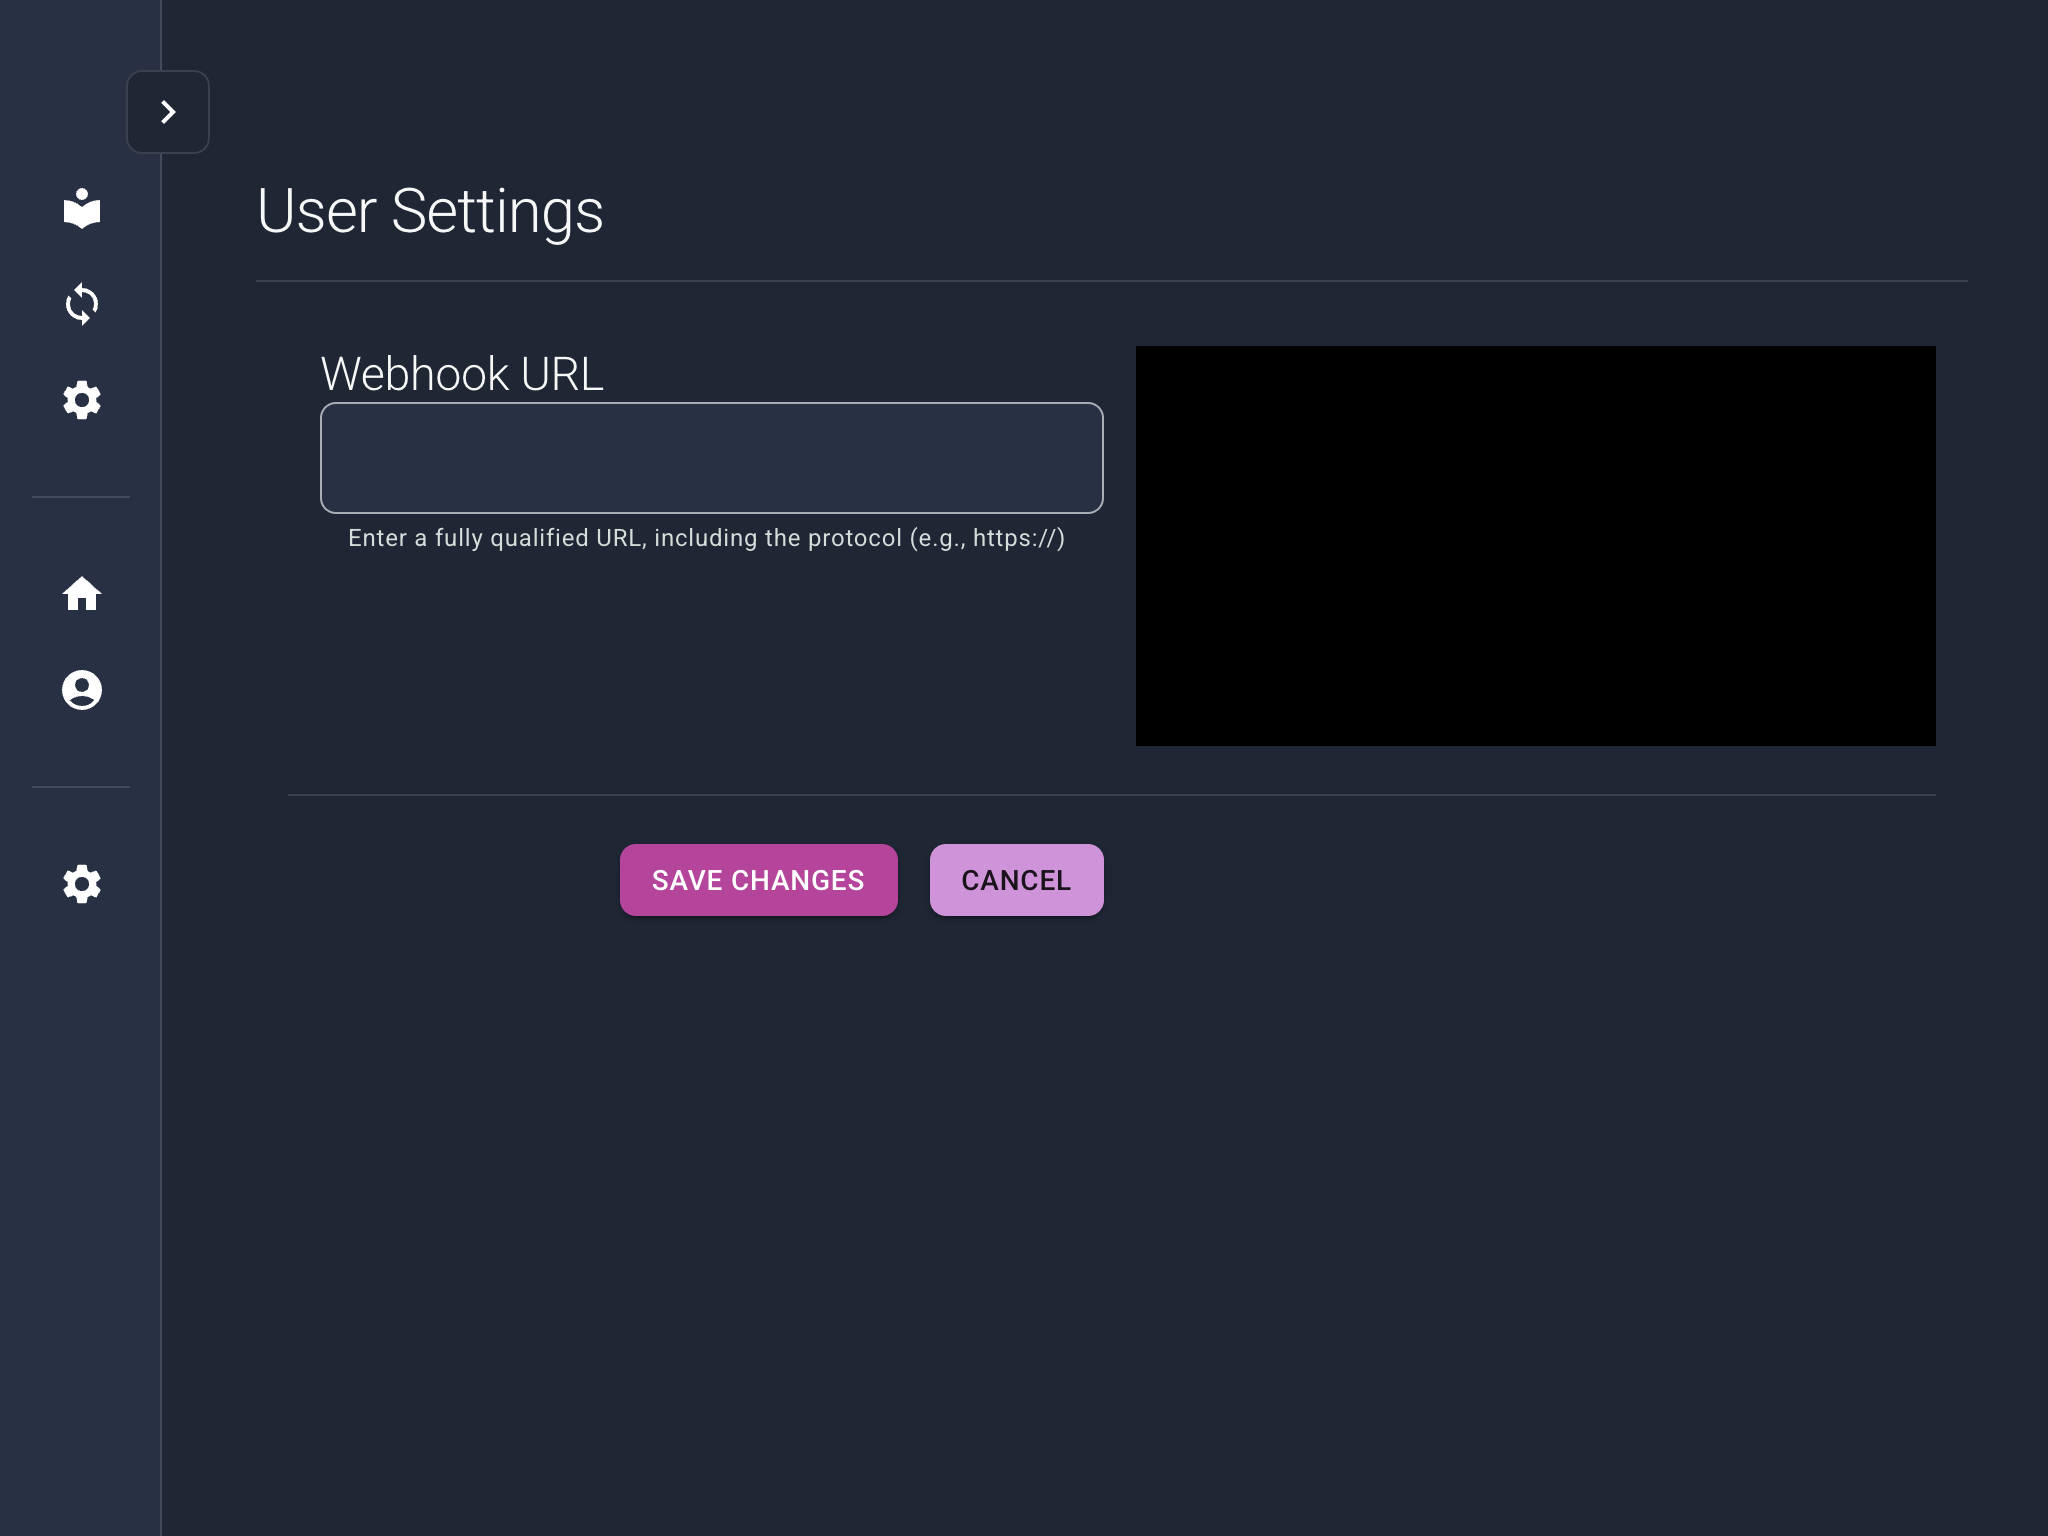 User Settings
Webhook URL
Enter a fully qualified URL, including the protocol (e.g., https://)
SAVE CHANGES
CANCEL